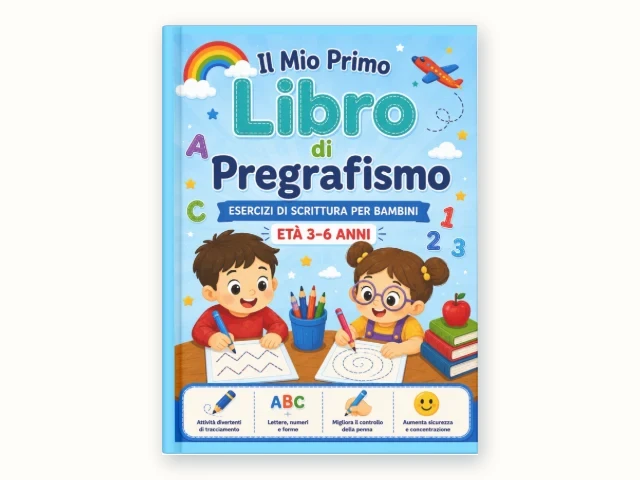 Il Mio Primo
Libro
di
Pregrafismo
ESERCIZI DI SCRITTURA PER BAMBINI
ETÀ 3-6 ANNI
A
C
1
2
3
ABC
Attività divertenti
di tracciamento
Lettere, numeri
e forme
Migliora il controllo
della penna
Aumenta sicurezza
e concentrazione